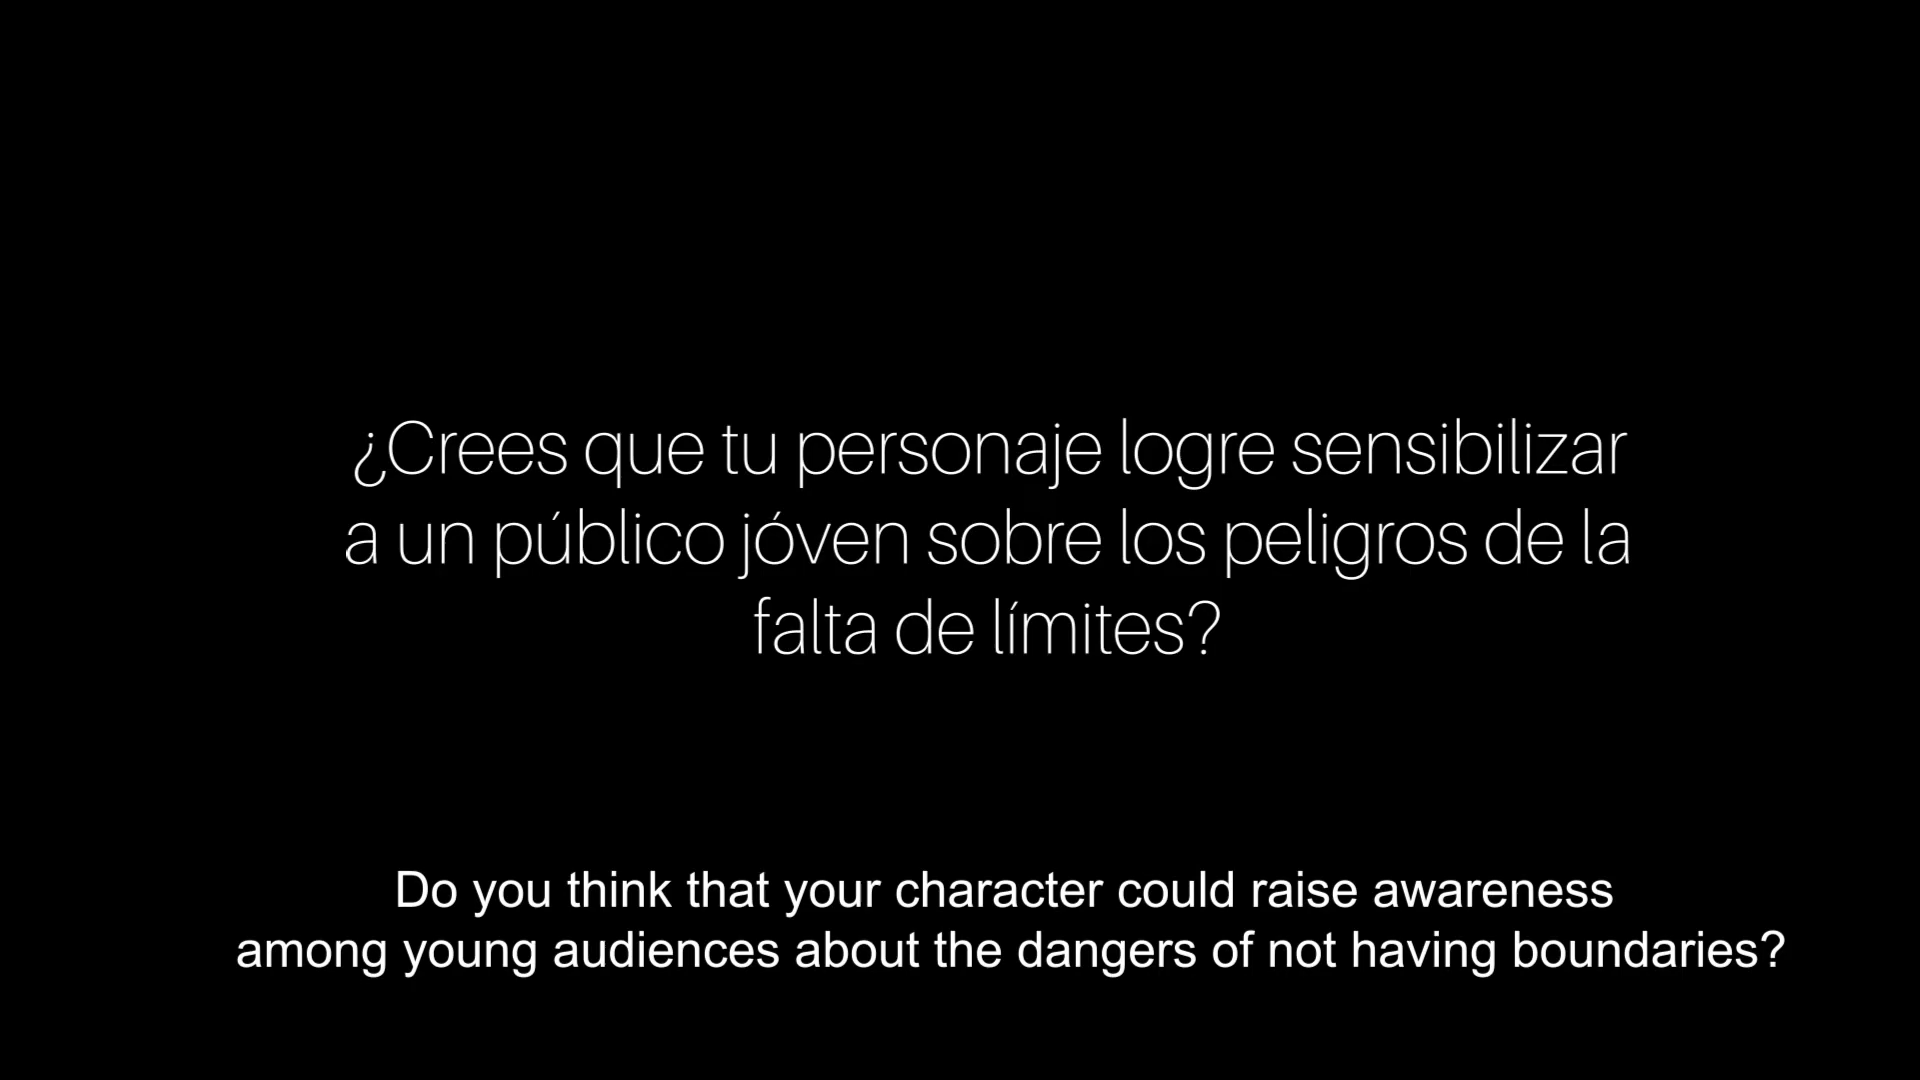 ¿Crees que tu personaje logre sensibilizar
a un público jóven sobre los peligros de la
falta de límites?
Do you think that your character could raise awareness
among young audiences about the dangers of not having boundaries?